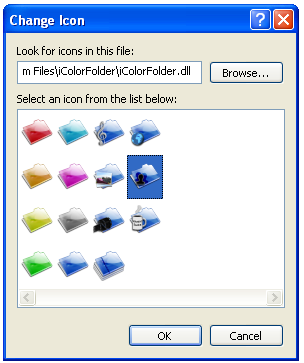 Change Icon
Look for icons in this file:
m Files\iColorFolder\iColorFolder.dll
Browse...
Select an icon from the list below:
OK
Cancel